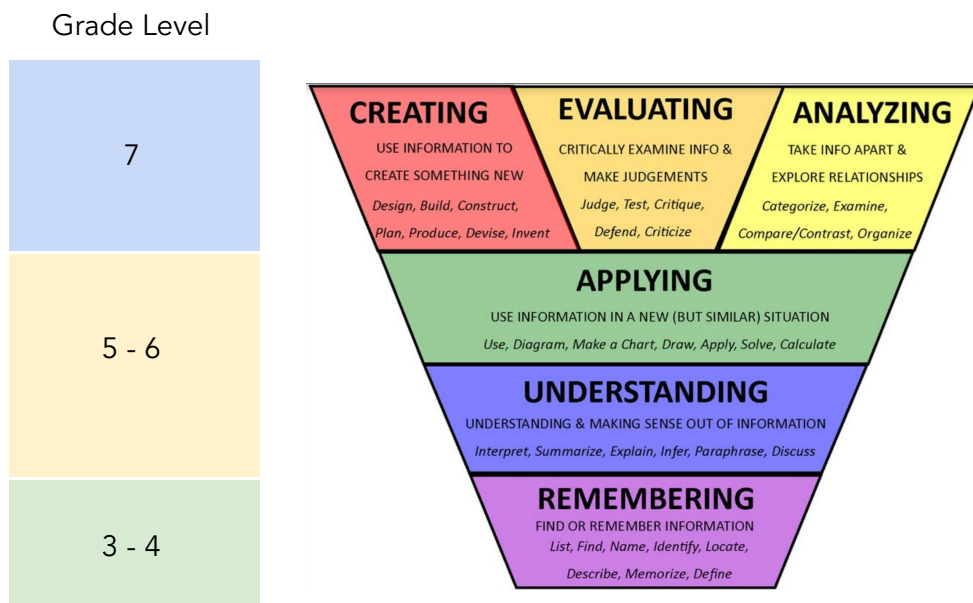 Grade Level
7
5 - 6
3 - 4
CREATING
USE INFORMATION TO
CREATE SOMETHING NEW
Design, Build, Construct,
Plan, Produce, Devise, Invent
EVALUATING
CRITICALLY EXAMINE INFO &
MAKE JUDGEMENTS
Judge, Test, Critique,
Defend, Criticize
ANALYZING
TAKE INFO APART &
EXPLORE RELATIONSHIPS
Categorize, Examine,
Compare/Contrast, Organize
APPLYING
USE INFORMATION IN A NEW (BUT SIMILAR) SITUATION
Use, Diagram, Make a Chart, Draw, Apply, Solve, Calculate
UNDERSTANDING
UNDERSTANDING & MAKING SENSE OUT OF INFORMATION
Interpret, Summarize, Explain, Infer, Paraphrase, Discuss
REMEMBERING
FIND OR REMEMBER INFORMATION
List, Find, Name, Identify, Locate,
Describe, Memorize, Define